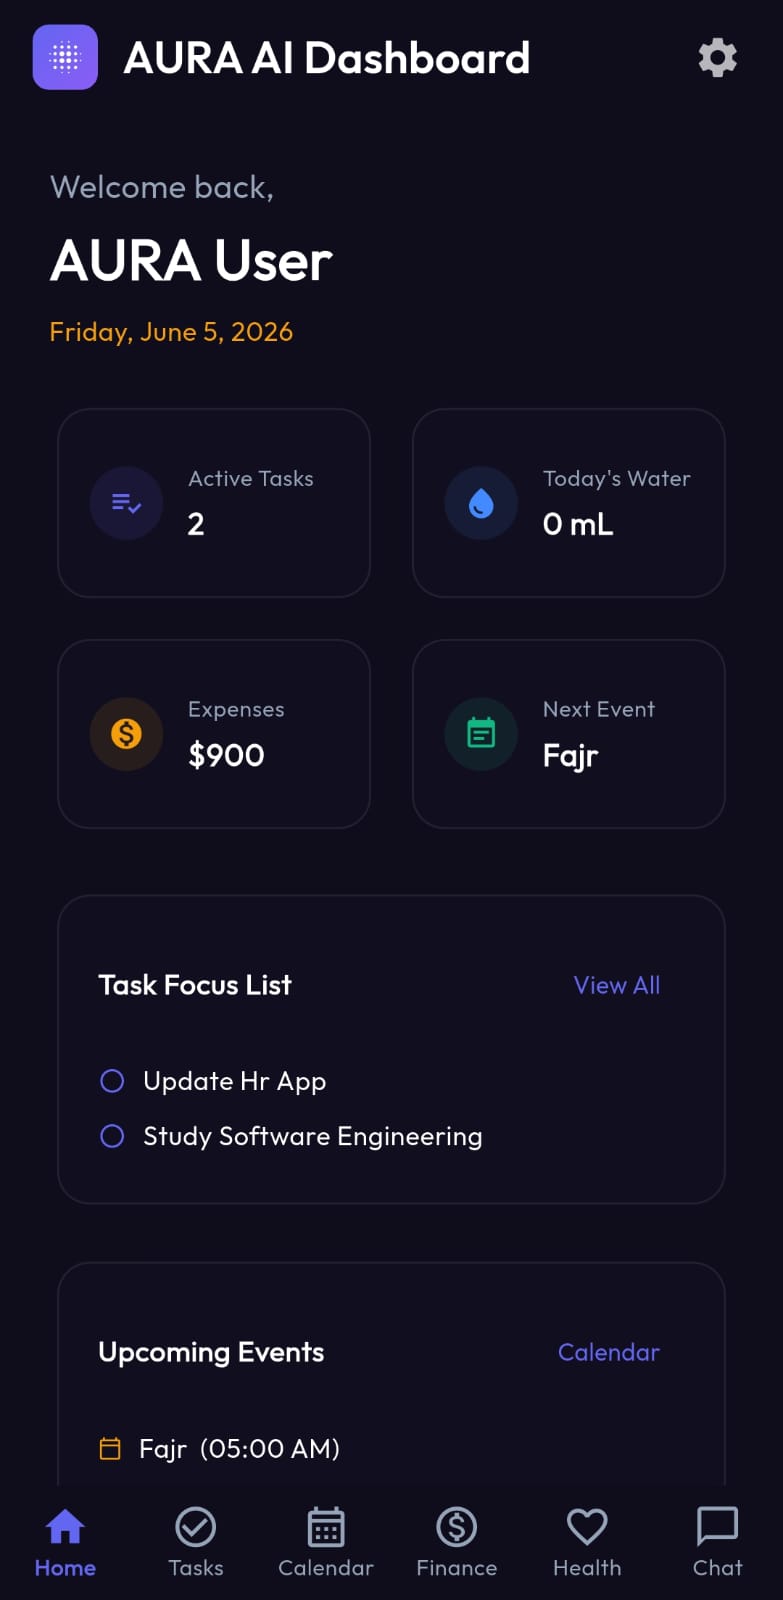 AURA AI Dashboard
Welcome back,
AURA User
Friday, June 5, 2026
Active Tasks
2
Today's Water
0 mL
Expenses
$900
Next Event
Fajr
Task Focus List
View All
Update Hr App
Study Software Engineering
Upcoming Events
Calendar
Fajr (05:00 AM)
Home
Tasks
Calendar
Finance
Health
Chat